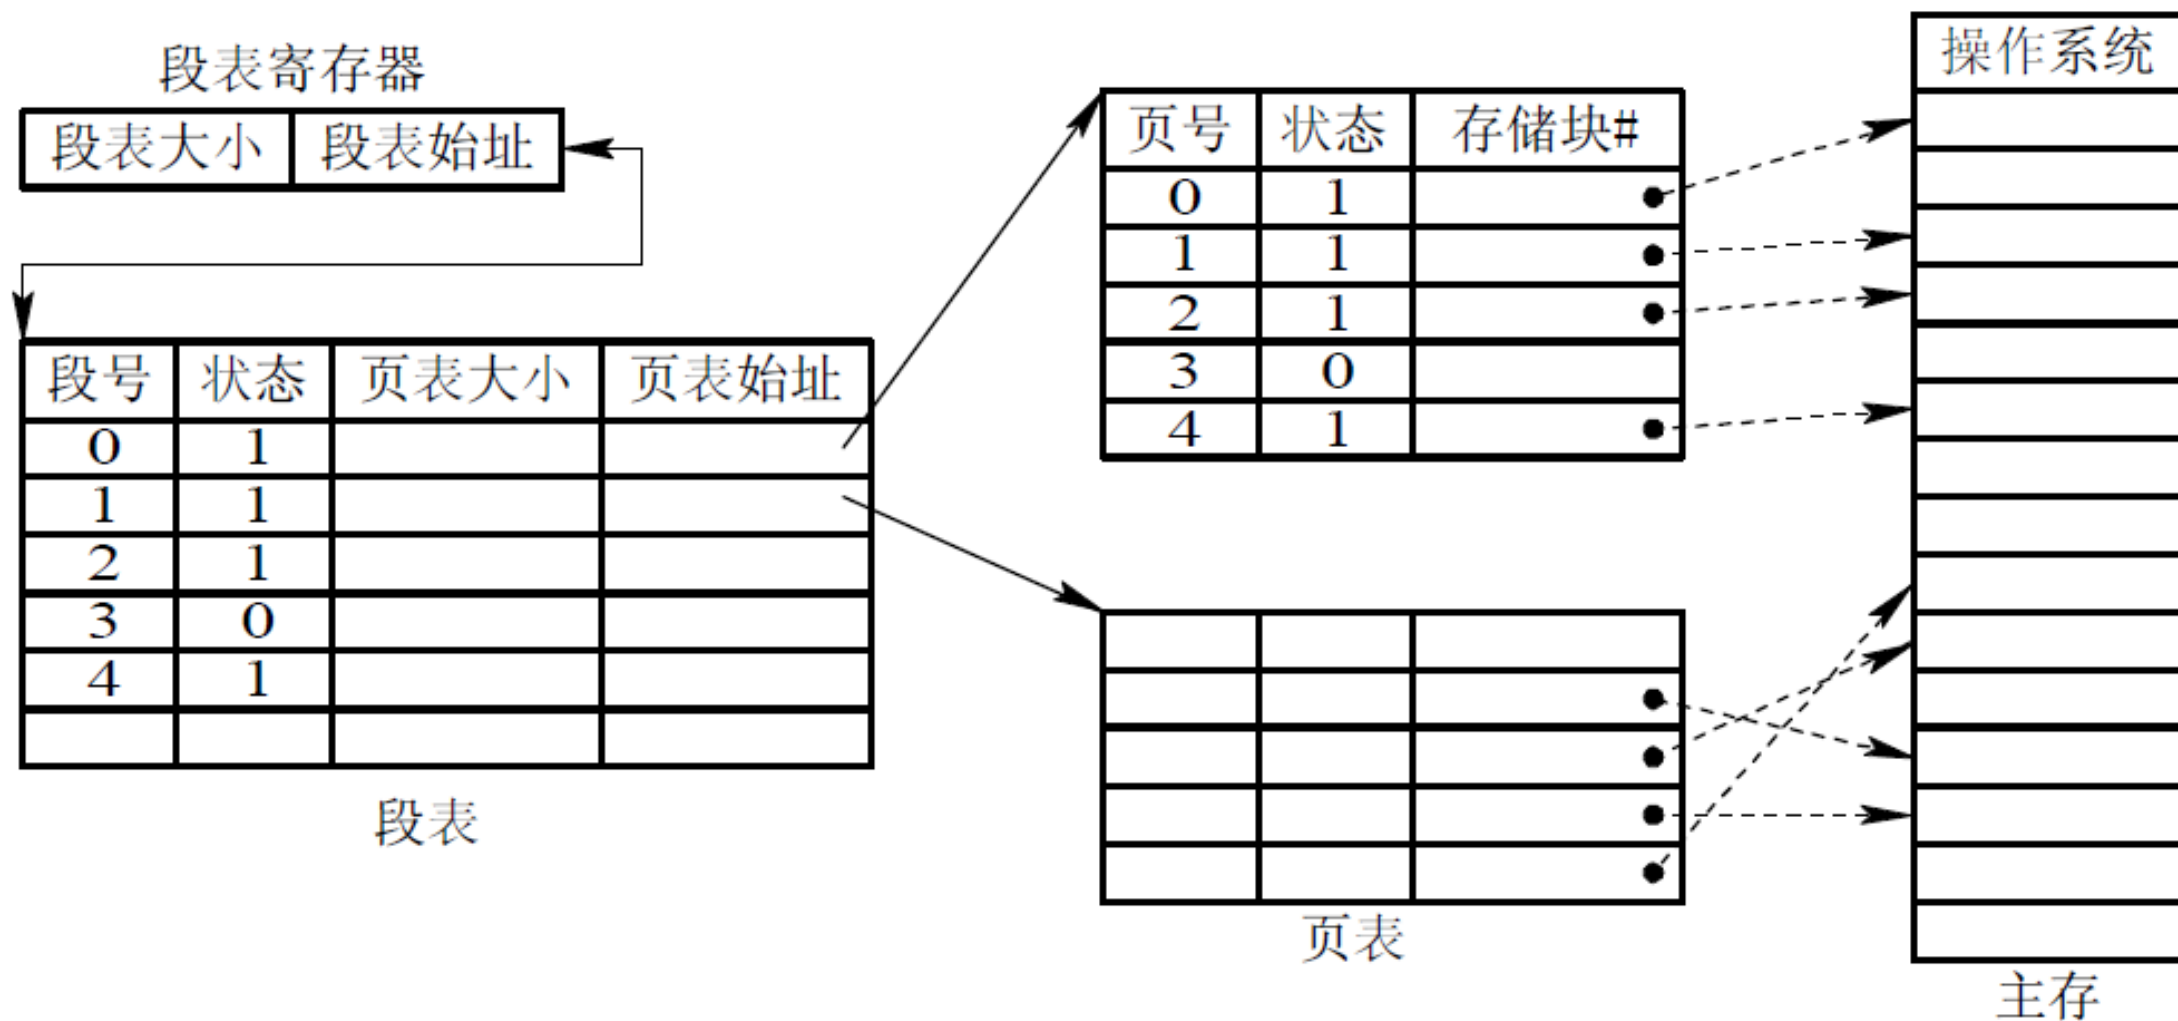 段表寄存器
段表大小 段表始址
段号 状态 页表大小 页表始址
0 1
1 1
2 1
3 0
4 1
段表
页号 状态 存储块#
0 1
1 1
2 1
3 0
4 1
页表
操作系统
主存